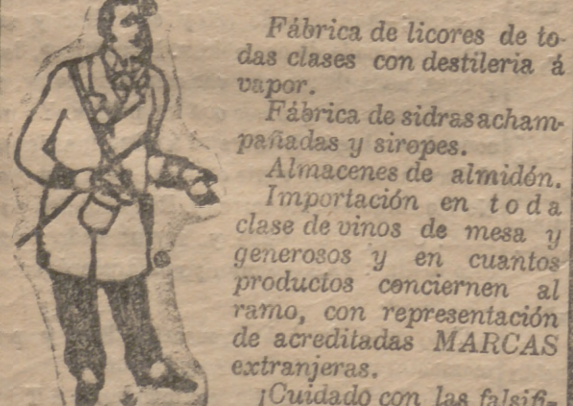 Fábrica de licores de to-
das clases con destileria á
vapor.
Fábrica de sidras acham-
pañadas y siropes.
Almacenes de almidón.
Importación en toda
clase de vinos de mesa y
generosos y en cuantos
productos conciernen al
ramo, con representación
de acreditadas MARCAS
extranjeras.
¡Cuidado con las falsifi-